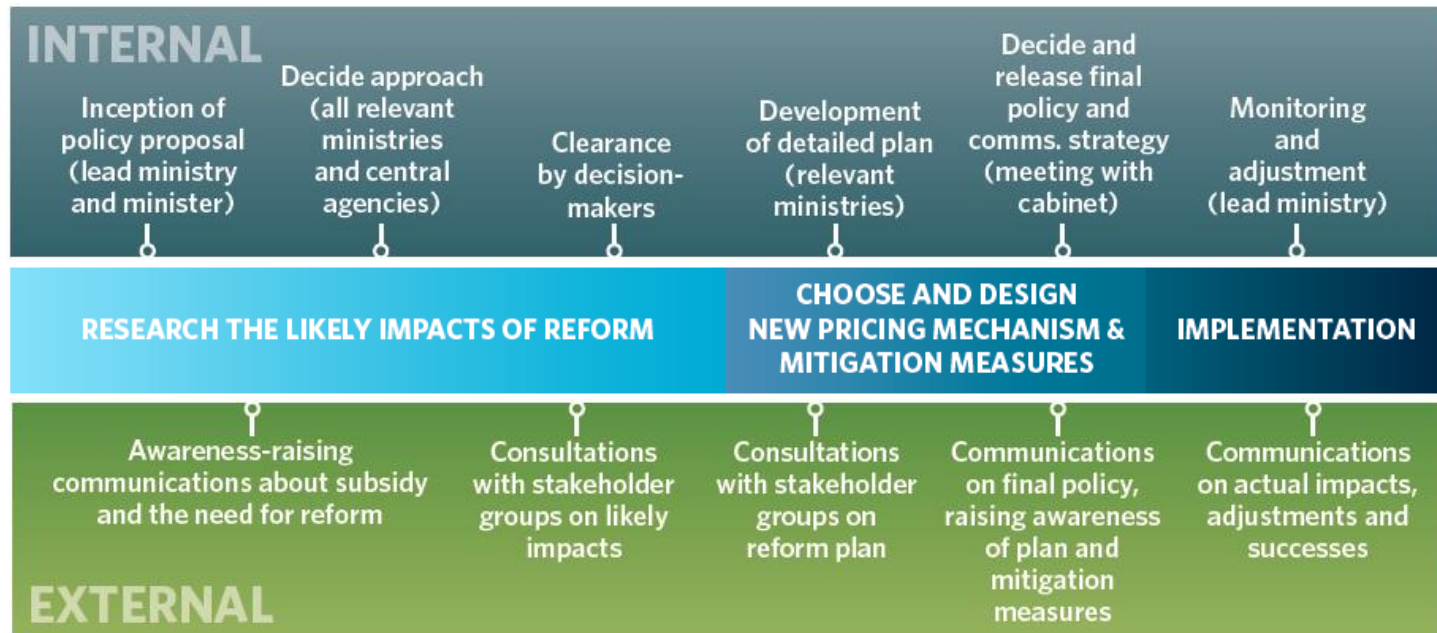 INTERNAL
Inception of
policy proposal
(lead ministry
and minister)
Decide approach
(all relevant
ministries
and central
agencies)
Clearance
by decision-
makers
Development
of detailed plan
(relevant
ministries)
Decide and
release final
policy and
comms. strategy
(meeting with
cabinet)
Monitoring
and
adjustment
(lead ministry)
RESEARCH THE LIKELY IMPACTS OF REFORM
CHOOSE AND DESIGN
NEW PRICING MECHANISM &
MITIGATION MEASURES
IMPLEMENTATION
Awareness-raising
communications about subsidy
and the need for reform
Consultations
with stakeholder
groups on likely
impacts
Consultations
with stakeholder
groups on
reform plan
Communications
on final policy,
raising awareness
of plan and
mitigation
measures
Communications
on actual impacts,
adjustments and
successes
EXTERNAL